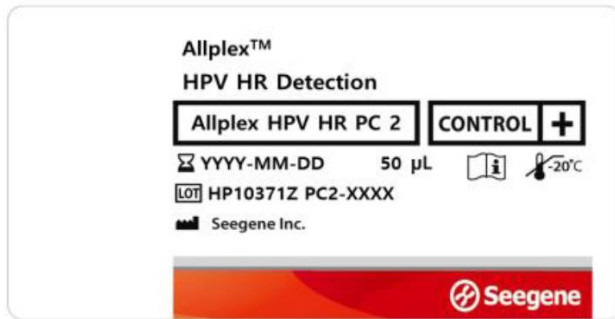 Allplex™
HPV HR Detection
Allplex HPV HR PC 2 CONTROL +
YYYY-MM-DD 50 μL -20℃
LOT HP10371Z PC2-XXXX
Seegene Inc.
Seegene